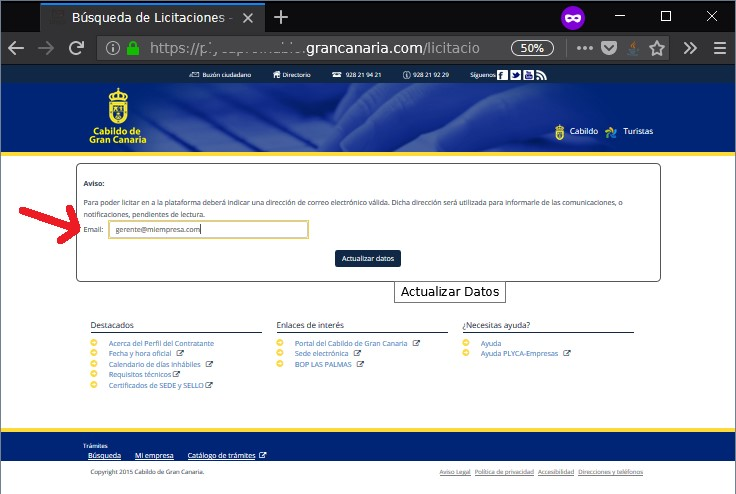 Búsqueda de Licitaciones -
grancanaria.com/licitacio
50%
Buzón ciudadano Directorio 928 21 94 21 928 21 92 29 Síguenos
Cabildo de
Gran Canaria
Cabildo Turistas
Aviso:
Para poder licitar en a la plataforma deberá indicar una dirección de correo electrónico válida. Dicha dirección será utilizada para informarle de las comunicaciones, o
notificaciones, pendientes de lectura.
Email: gerente@miempresa.com
Actualizar datos
Actualizar Datos
Destacados
Acerca del Perfil del Contratante
Fecha y hora oficial
Calendario de días inhábiles
Requisitos técnicos
Certificados de SEDE y SELLO
Enlaces de interés
Portal del Cabildo de Gran Canaria
Sede electrónica
BOP LAS PALMAS
¿Necesitas ayuda?
Ayuda
Ayuda PLYCA-Empresas
Trámites
Búsqueda Mi empresa Catálogo de trámites
Copyright 2015 Cabildo de Gran Canaria.
Aviso Legal Política de privacidad Accesibilidad Direcciones y teléfonos